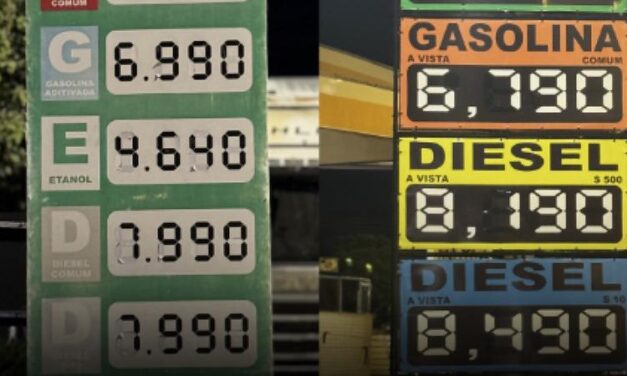 COMUM
G 6.990
GASOLINA
ADITIVADA
E 4.640
ETANOL
D 7.990
DIESEL
COMUM
D 7.990
GASOLINA
A VISTA COMUM
6,790
DIESEL
A VISTA S 500
8,190
DIESEL
A VISTA S 10
8,490